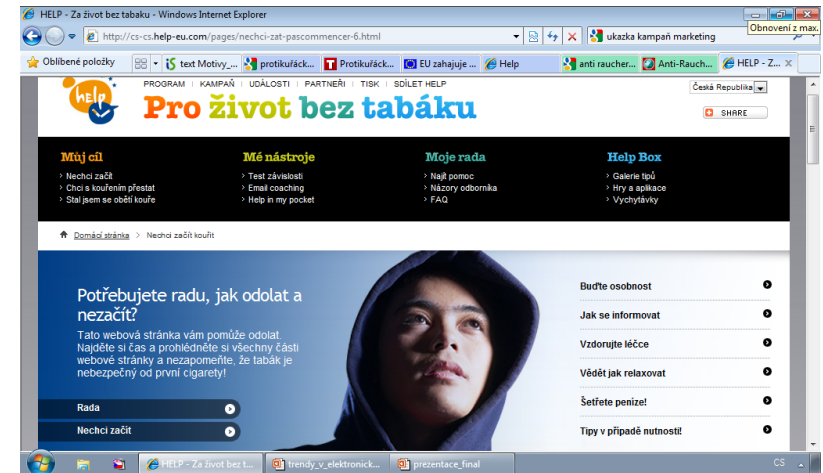 HELP - Za život bez tabaku - Windows Internet Explorer
Obnovení z max.
http://cs-cs.help-eu.com/pages/nechci-zat-pascommencer-6.html
ukazka kampaň marketing
Oblíbené položky
text Motivy_...
protikuřáck...
Protikuřáck...
EU zahajuje ...
Help
anti raucher...
Anti-Rauch...
HELP - Z...
help
PROGRAM | KAMPAŇ | UDÁLOSTI | PARTNEŘI | TISK | SDÍLET HELP
Česká Republika
Pro život bez tabáku
SHARE
Můj cíl
> Nechci začít
> Chci s kouřením přestat
> Stal jsem se obětí kouře
Mé nástroje
> Test závislosti
> Email coaching
> Help in my pocket
Moje rada
> Najít pomoc
> Názory odborníka
> FAQ
Help Box
> Galerie tipů
> Hry a aplikace
> Vychytávky
Domácí stránka > Nechci začít kouřit
Potřebujete radu, jak odolat a
nezačít?
Tato webová stránka vám pomůže odolat.
Najděte si čas a prohlédněte si všechny části
webové stránky a nezapomeňte, že tabák je
nebezpečný od první cigarety!
Rada
Nechci začít
Buďte osobnost
Jak se informovat
Vzdorujte léčce
Vědět jak relaxovat
Šetřete penize!
Tipy v případě nutnosti!
HELP - Za život bez t...
trendy_v_elektronick...
prezentace_final
CS